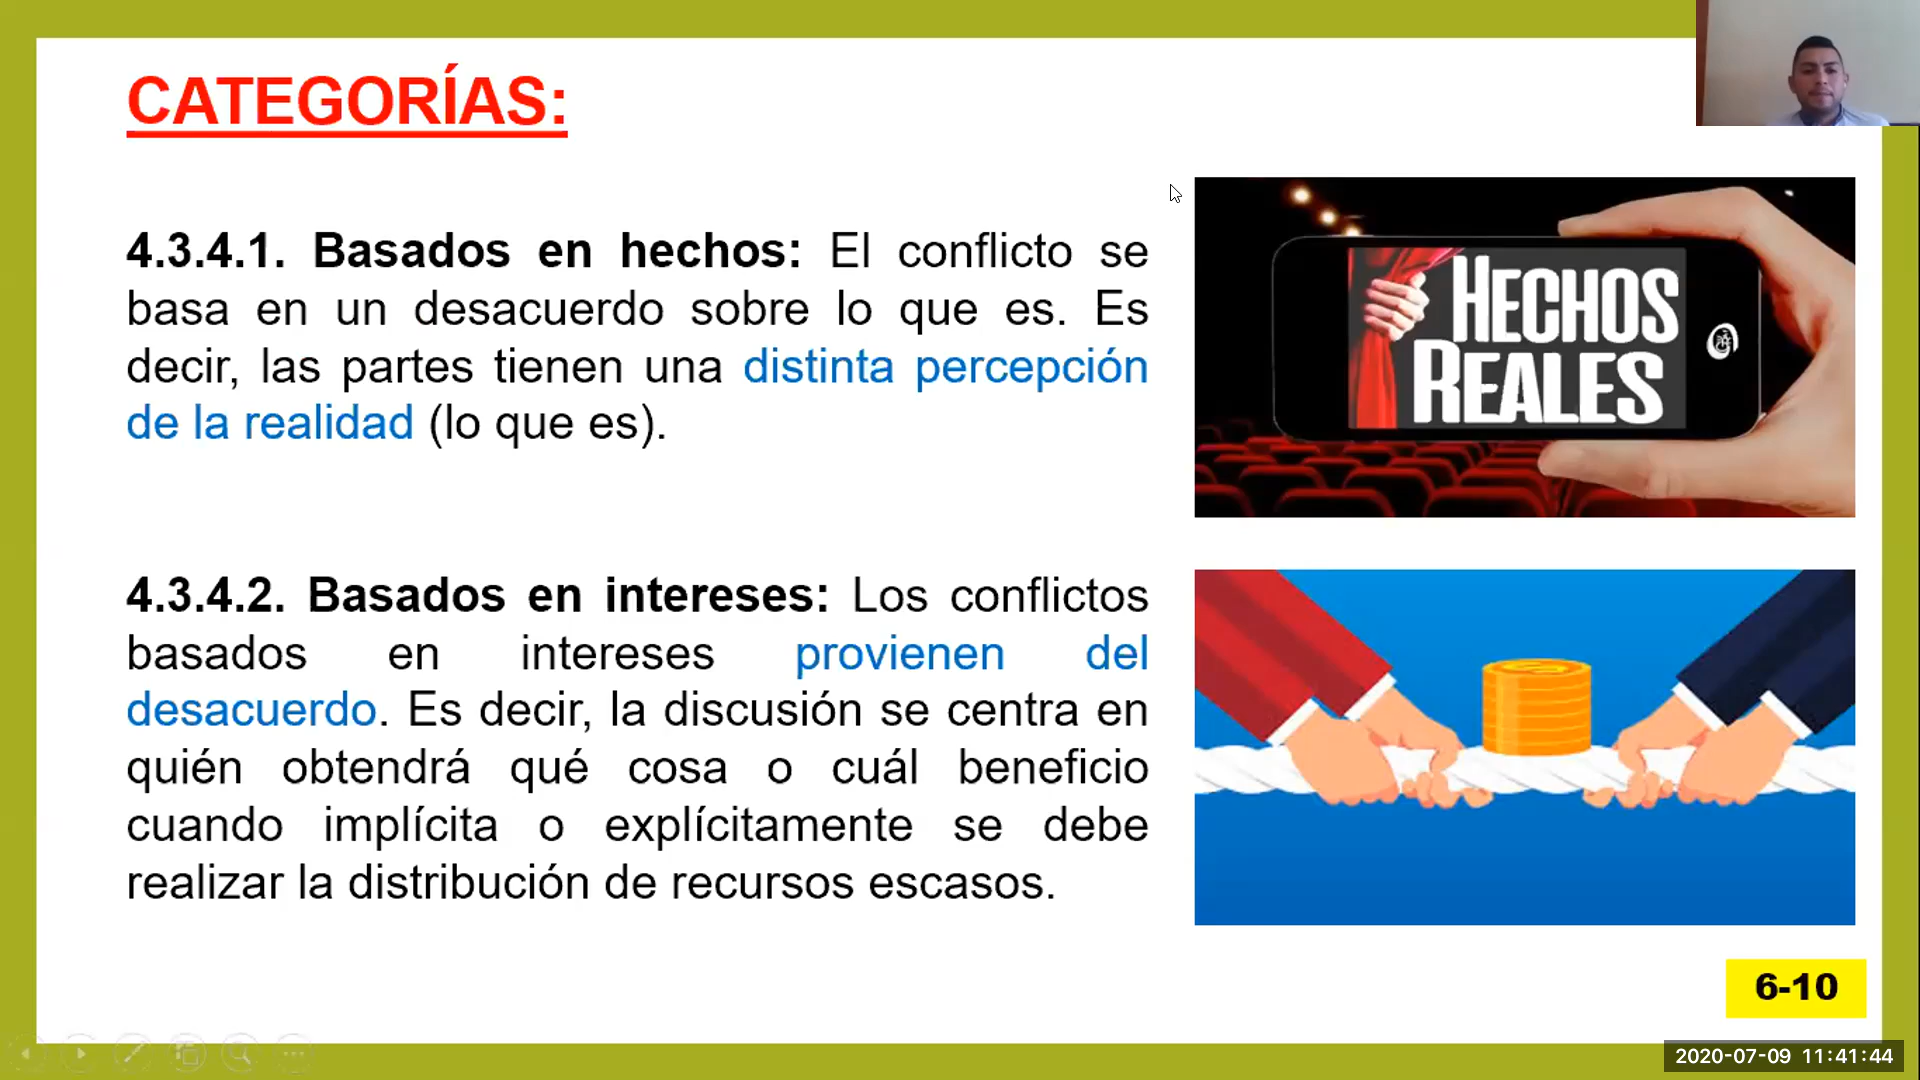 CATEGORÍAS:
4.3.4.1. Basados en hechos: El conflicto se
basa en un desacuerdo sobre lo que es. Es
decir, las partes tienen una distinta percepción
de la realidad (lo que es).
HECHOS
REALES
4.3.4.2. Basados en intereses: Los conflictos
basados en intereses provienen del
desacuerdo. Es decir, la discusión se centra en
quién obtendrá qué cosa o cuál beneficio
cuando implícita o explícitamente se debe
realizar la distribución de recursos escasos.
6-10
2020-07-09 11:41:44